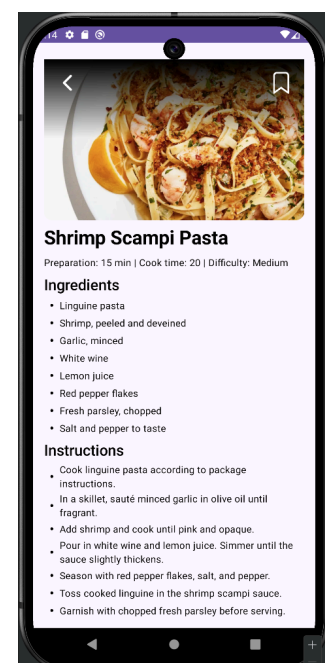 :14
Shrimp Scampi Pasta
Preparation: 15 min | Cook time: 20 | Difficulty: Medium
Ingredients
• Linguine pasta
• Shrimp, peeled and deveined
• Garlic, minced
• White wine
• Lemon juice
• Red pepper flakes
• Fresh parsley, chopped
• Salt and pepper to taste
Instructions
• Cook linguine pasta according to package
instructions.
• In a skillet, sauté minced garlic in olive oil until
fragrant.
• Add shrimp and cook until pink and opaque.
• Pour in white wine and lemon juice. Simmer until the
sauce slightly thickens.
• Season with red pepper flakes, salt, and pepper.
• Toss cooked linguine in the shrimp scampi sauce.
• Garnish with chopped fresh parsley before serving.